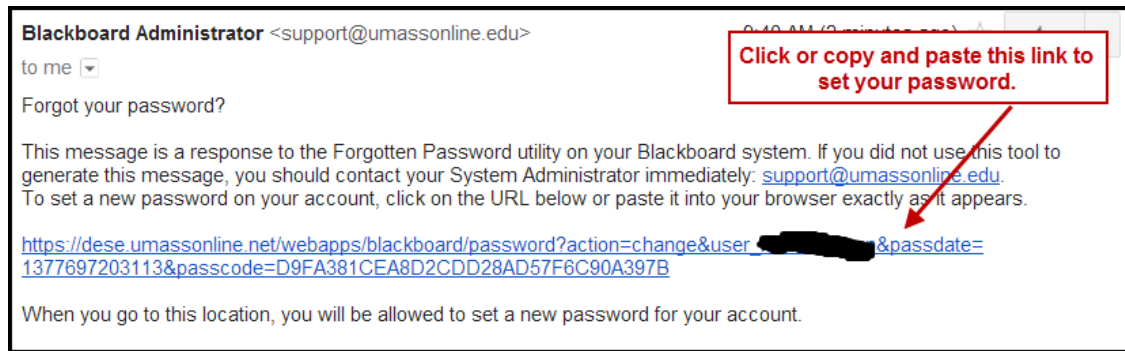 Blackboard Administrator <support@umassonline.edu>
to me
Click or copy and paste this link to
set your password.
Forgot your password?
This message is a response to the Forgotten Password utility on your Blackboard system. If you did not use this tool to
generate this message, you should contact your System Administrator immediately: support@umassonline.edu.
To set a new password on your account, click on the URL below or paste it into your browser exactly as it appears.
https://dese.umassonline.net/webapps/blackboard/password?action=change&user_ &passdate=
1377697203113&passcode=D9FA381CEA8D2CDD28AD57F6C90A397B
When you go to this location, you will be allowed to set a new password for your account.